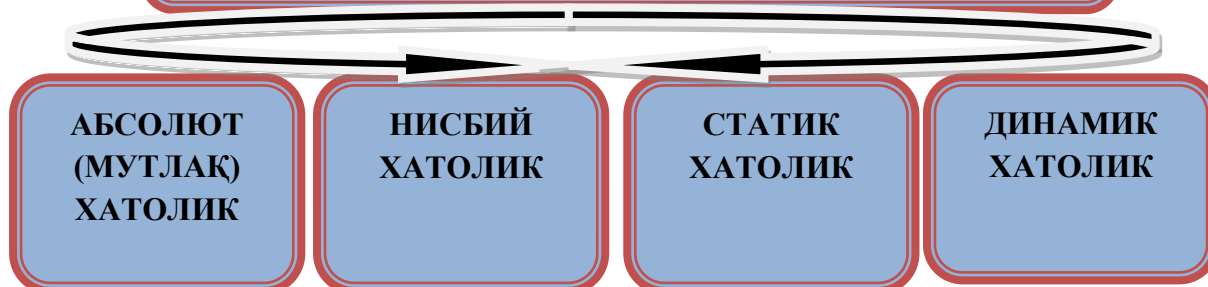 АБСОЛЮТ
(МУТЛАҚ)
ХАТОЛИК
НИСБИЙ
ХАТОЛИК
СТАТИК
ХАТОЛИК
ДИНАМИК
ХАТОЛИК